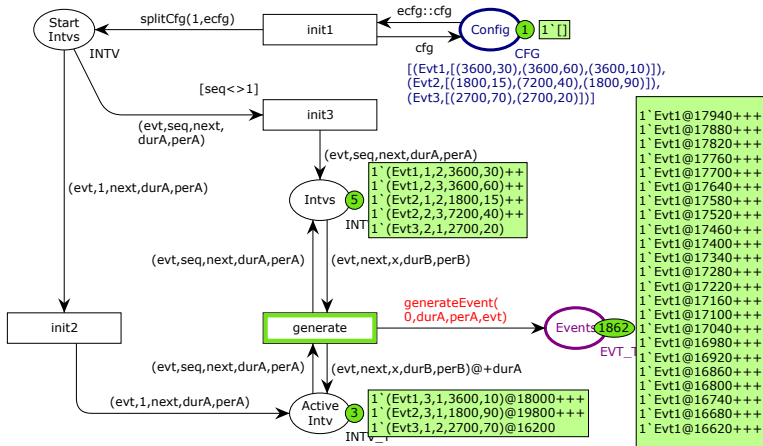 Start
Intvs
INTV
splitCfg(1,ecfg)
init1
ecfg::cfg
cfg
Config
1
1`[]
CFG
[(Evt1,[(3600,30),(3600,60),(3600,10)]),
(Evt2,[(1800,15),(7200,40),(1800,90)]),
(Evt3,[(2700,70),(2700,20)])]
[seq<>1]
init3
(evt,seq,next,
durA,perA)
(evt,seq,next,durA,perA)
(evt,1,next,durA,perA)
Intvs
5
1`(Evt1,1,2,3600,30)++
1`(Evt1,2,3,3600,60)++
1`(Evt2,1,2,1800,15)++
1`(Evt2,2,3,7200,40)++
1`(Evt3,2,1,2700,20)
(evt,seq,next,durA,perA)
(evt,next,x,durB,perB)
init2
generate
generateEvent(
0,durA,perA,evt)
Events
1862
(evt,seq,next,durA,perA)
(evt,next,x,durB,perB)@+durA
(evt,1,next,durA,perA)
Active
Intv
3
INTV_T
1`(Evt1,3,1,3600,10)@18000+++
1`(Evt2,3,1,1800,90)@19800+++
1`(Evt3,1,2,2700,70)@16200
1`Evt1@17940+++
1`Evt1@17880+++
1`Evt1@17820+++
1`Evt1@17760+++
1`Evt1@17700+++
1`Evt1@17640+++
1`Evt1@17580+++
1`Evt1@17520+++
1`Evt1@17460+++
1`Evt1@17400+++
1`Evt1@17340+++
1`Evt1@17280+++
1`Evt1@17220+++
1`Evt1@17160+++
1`Evt1@17100+++
1`Evt1@17040+++
1`Evt1@16980+++
1`Evt1@16920+++
1`Evt1@16860+++
1`Evt1@16800+++
1`Evt1@16740+++
1`Evt1@16680+++
1`Evt1@16620+++